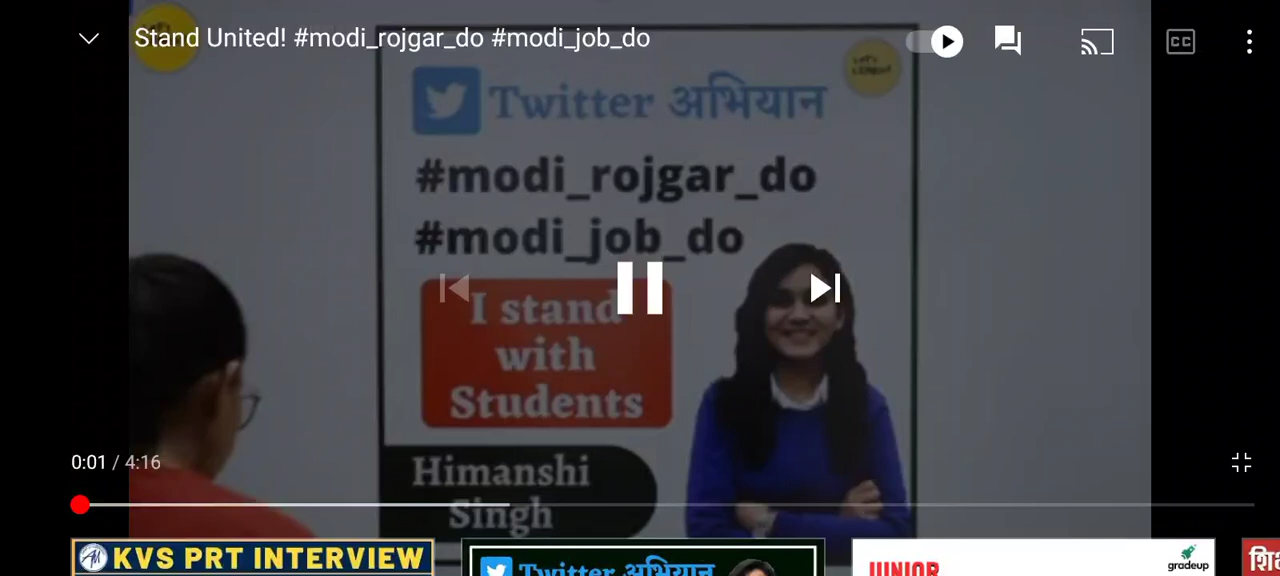 Stand United! #modi_rojgar_do #modi_job_do
CC
Twitter अभियान
#modi_rojgar_do
#modi_job_do
I stand
with
Students
Himanshi
Singh
0:01 / 4:16
KVS PRT INTERVIEW
Twitter अभियान
JUNIOR
gradeup